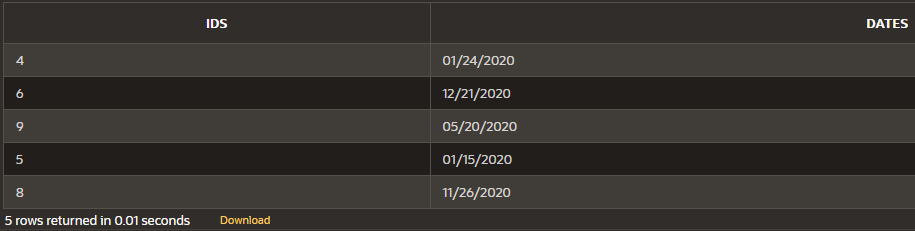 IDS DATES
4 01/24/2020
6 12/21/2020
9 05/20/2020
5 01/15/2020
8 11/26/2020
5 rows returned in 0.01 seconds Download